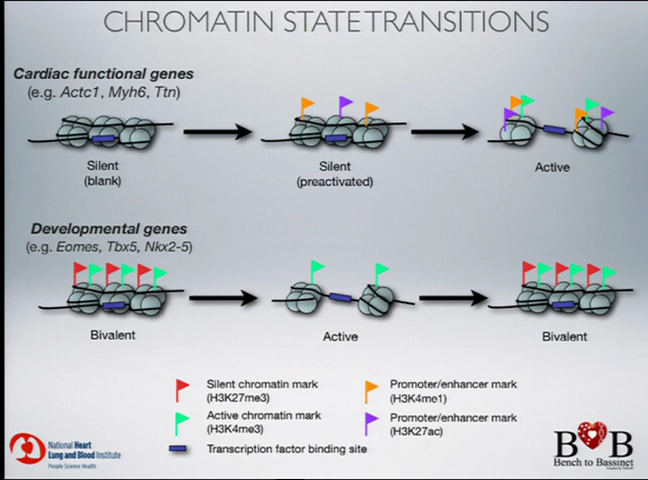 CHROMATIN STATE TRANSITIONS
Cardiac functional genes
(e.g. Actc1, Myh6, Ttn)
Silent
(blank)
Silent
(preactivated)
Active
Developmental genes
(e.g. Eomes, Tbx5, Nkx2-5)
Bivalent
Active
Bivalent
Silent chromatin mark
(H3K27me3)
Promoter/enhancer mark
(H3K4me1)
Active chromatin mark
(H3K4me3)
Promoter/enhancer mark
(H3K27ac)
Transcription factor binding site
National Heart
Lung and Blood Institute
People Science Health
B B
Bench to Bassinet